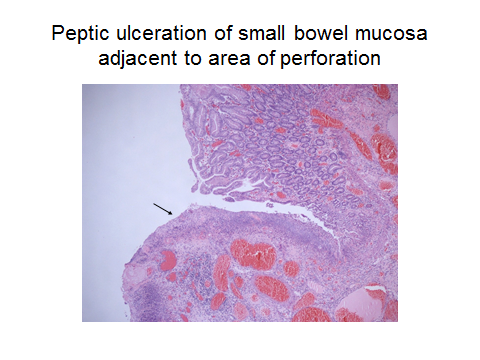 Peptic ulceration of small bowel mucosa
adjacent to area of perforation